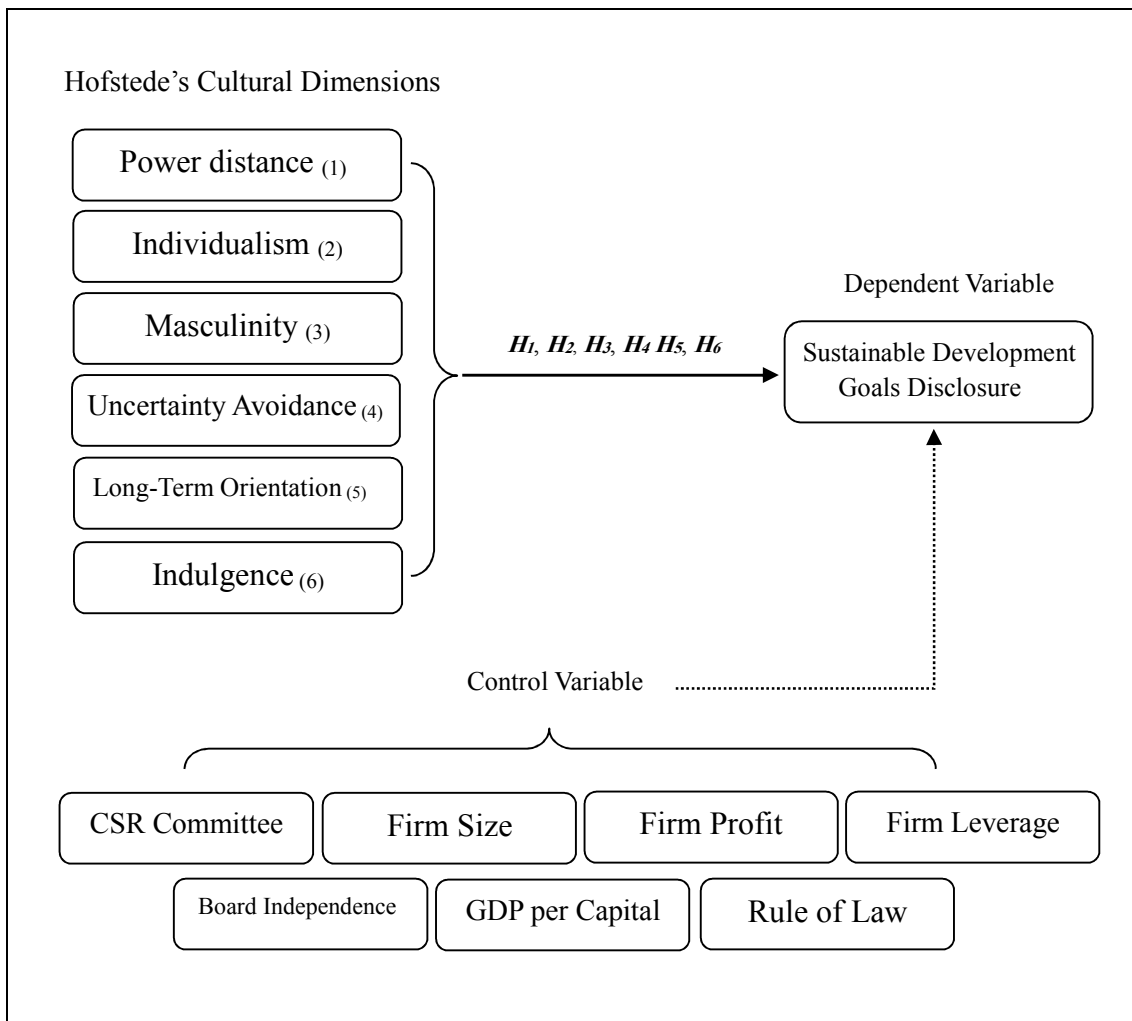 Hofstede’s Cultural Dimensions
Power distance (1)
Individualism (2)
Masculinity (3)
Uncertainty Avoidance (4)
Long-Term Orientation (5)
Indulgence (6)
H1, H2, H3, H4 H5, H6
Dependent Variable
Sustainable Development
Goals Disclosure
Control Variable
CSR Committee
Firm Size
Firm Profit
Firm Leverage
Board Independence
GDP per Capital
Rule of Law